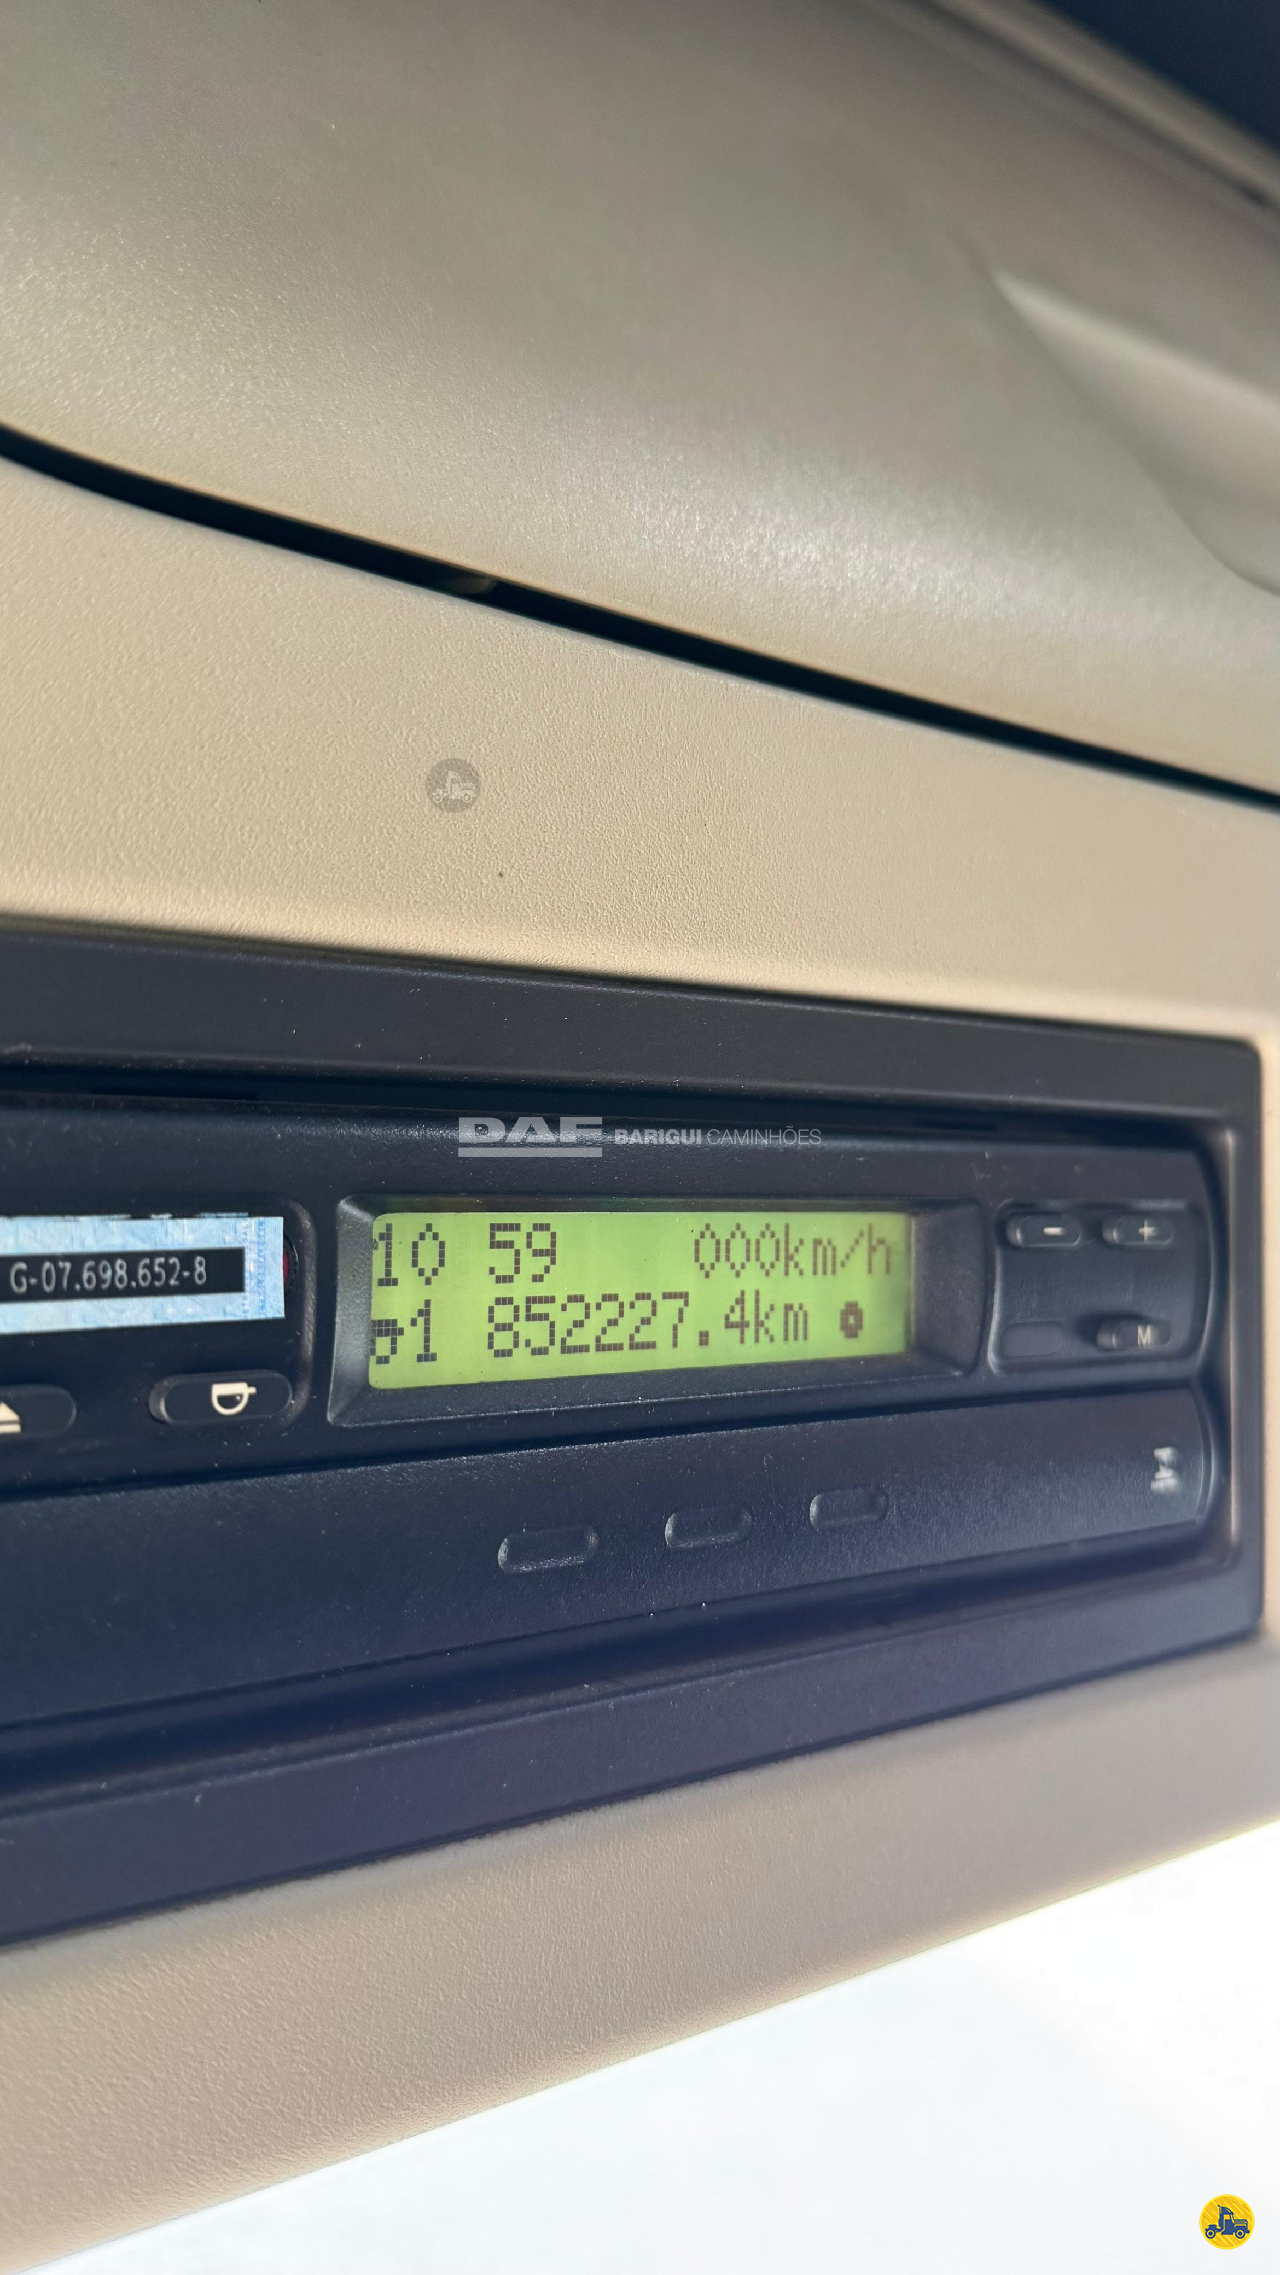 DAF BARIGUI CAMINHÕES
G-07.698.652-8
10 59 000km/h
1 852227.4km
- +
M